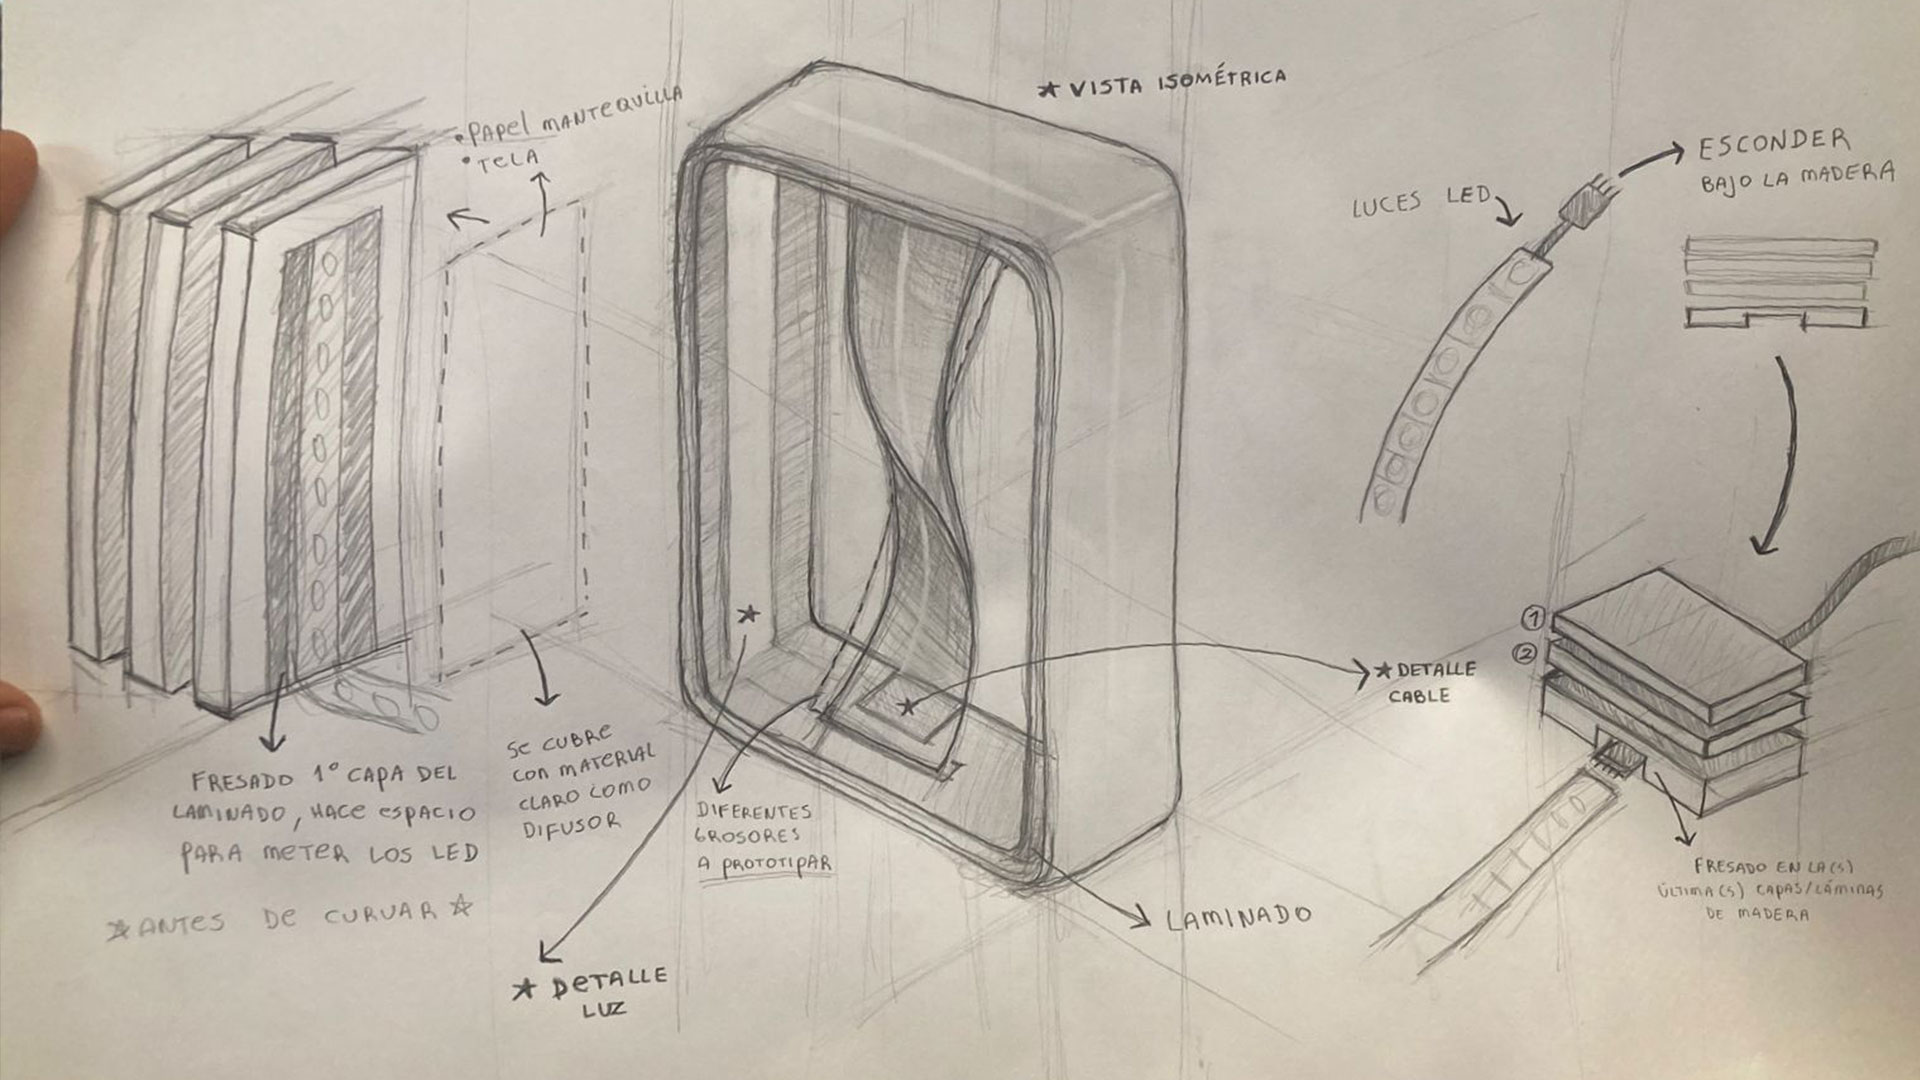 • PAPEL MANTEQUILLA
• TELA
★ VISTA ISOMÉTRICA
LUCES LED
ESCONDER
BAJO LA MADERA
1
2
★ DETALLE
CABLE
FRESADO 1° CAPA DEL
LAMINADO, HACE ESPACIO
PARA METER LOS LED
★ ANTES DE CURVAR ★
SE CUBRE
CON MATERIAL
CLARO COMO
DIFUSOR
DIFERENTES
GROSORES
A PROTOTIPAR
FRESADO EN LA(S)
ÚLTIMA(S) CAPAS/LÁMINAS
DE MADERA
LAMINADO
★ DETALLE
LUZ